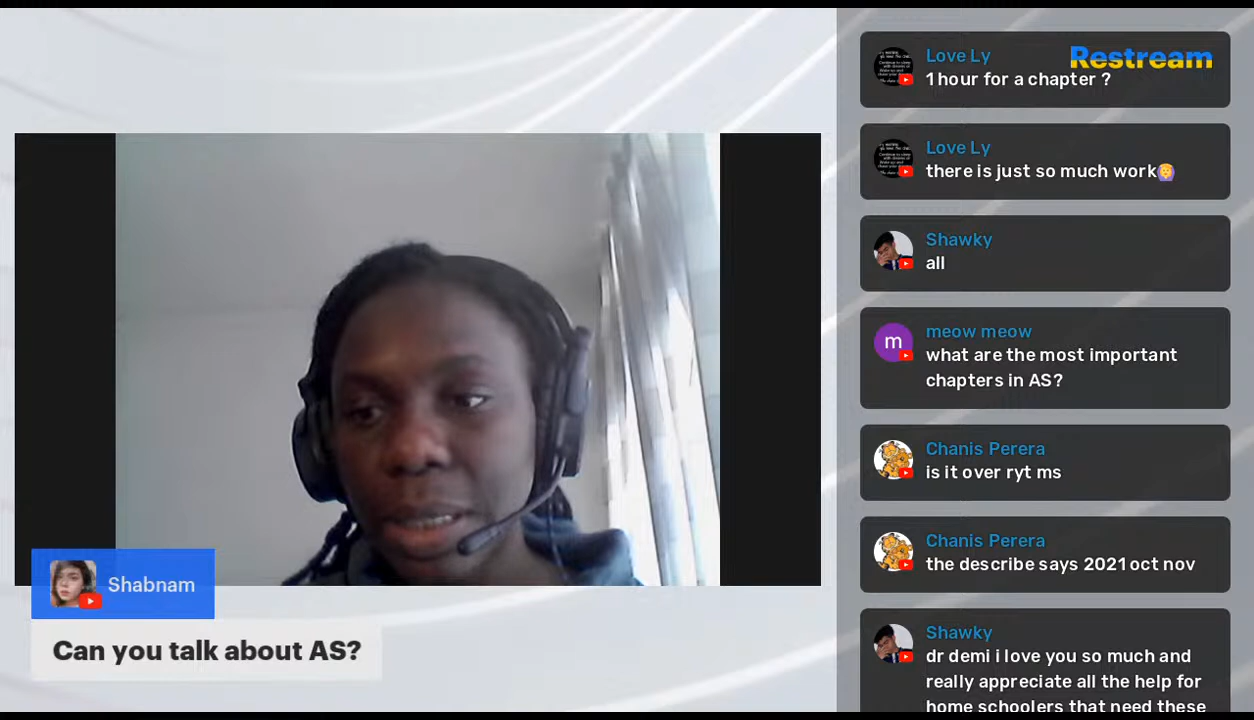 Love Ly
Restream
1 hour for a chapter ?
Love Ly
there is just so much work🤷
Shawky
all
m
meow meow
what are the most important
chapters in AS?
Chanis Perera
is it over ryt ms
Chanis Perera
the describe says 2021 oct nov
Shawky
dr demi i love you so much and
really appreciate all the help for
home schoolers that need these
Shabnam
Can you talk about AS?